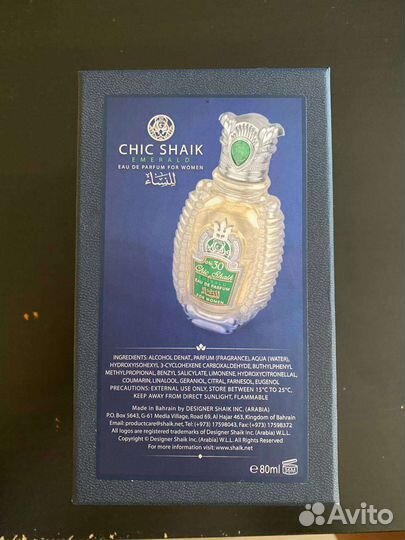 CHIC SHAIK
EMERALD
EAU DE PARFUM FOR WOMEN
للنساء
No 30
Chic Shaik
EAU DE PARFUM
FOR WOMEN
INGREDIENTS: ALCOHOL DENAT., PARFUM (FRAGRANCE), AQUA (WATER),
HYDROXYISOHEXYL 3-CYCLOHEXENE CARBOXALDEHYDE, BUTHYLPHENYL
METHYLPROPIONAL, BENZYL SALICYLATE, LIMONENE, HYDROXYCITRONELLAL,
COUMARIN, LINALOOL, GERANIOL, CITRAL, FARNESOL, EUGENOL
PRECAUTIONS: EXTERNAL USE ONLY, STORE BETWEEN 15°C TO 25°C,
KEEP AWAY FROM DIRECT SUNLIGHT, FLAMMABLE
Made in Bahrain by DESIGNER SHAIK INC. (ARABIA)
P.O, Box 5643, G-61 Media Village, Road 69, Al Hajar 463, Kingdom of Bahrain
Email: productcare@shaik.net, Tel: (+973) 17598043. Fax: (+973) 17598372
All logos are registered trademarks of Designer Shaik Inc. (Arabia) W.L.L.
Copyright © Designer Shaik Inc. (Arabia) W.L.L. All Rights Reserved
For more information visit us at: www.shaik.net
℮80ml
Avito